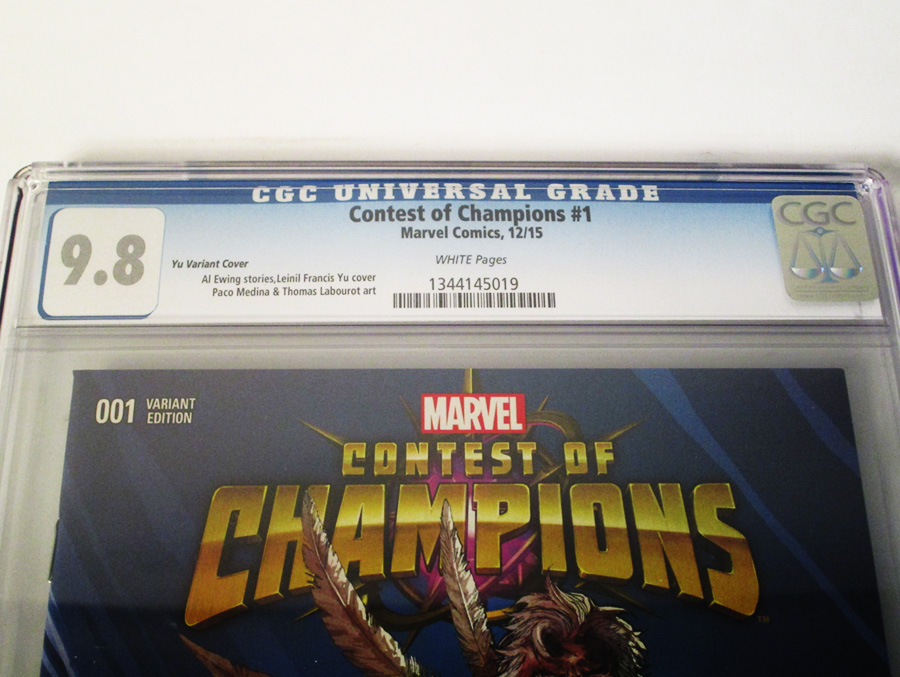 CGC UNIVERSAL GRADE
9.8
Contest of Champions #1
Marvel Comics, 12/15
Yu Variant Cover
WHITE Pages
Al Ewing stories,Leinil Francis Yu cover
Paco Medina & Thomas Labourot art
1344145019
CGC
001 VARIANT
EDITION
MARVEL
CONTEST OF
CHAMPIONS
TM